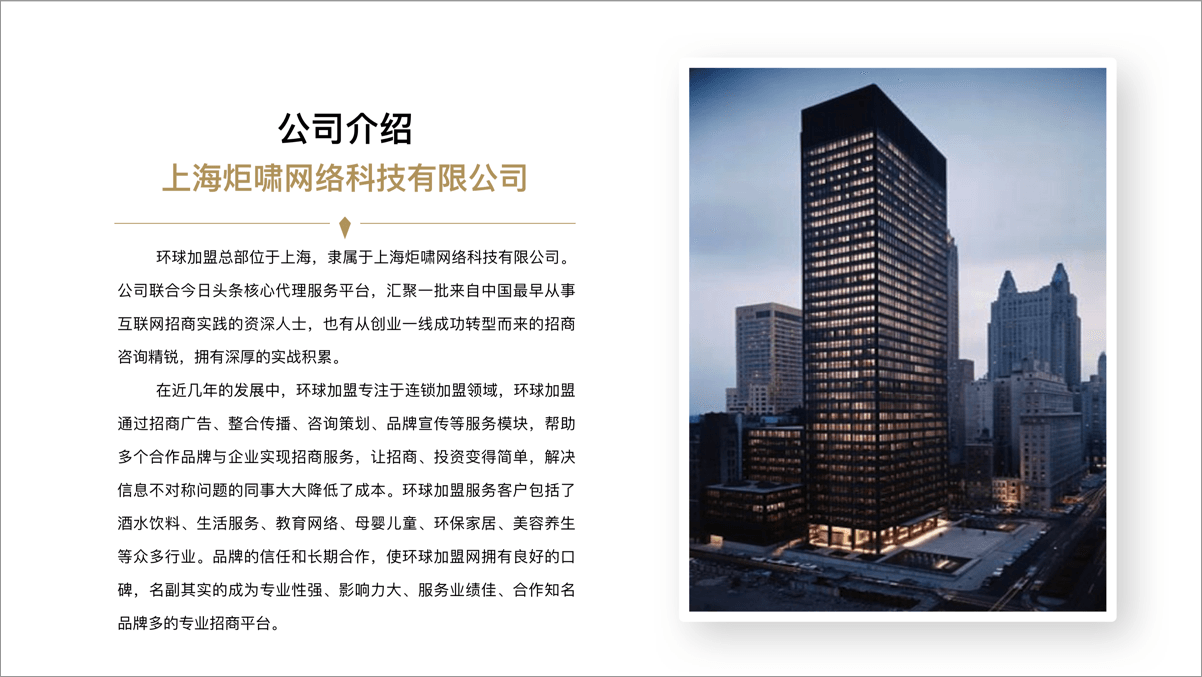 公司介绍
上海炬啸网络科技有限公司
环球加盟总部位于上海，隶属于上海炬啸网络科技有限公司。
公司联合今日头条核心代理服务平台，汇聚一批来自中国最早从事
互联网招商实践的资深人士，也有从创业一线成功转型而来的招商
咨询精锐，拥有深厚的实战积累。
在近几年的发展中，环球加盟专注于连锁加盟领域，环球加盟
通过招商广告、整合传播、咨询策划、品牌宣传等服务模块，帮助
多个合作品牌与企业实现招商服务，让招商、投资变得简单，解决
信息不对称问题的同事大大降低了成本。环球加盟服务客户包括了
酒水饮料、生活服务、教育网络、母婴儿童、环保家居、美容养生
等众多行业。品牌的信任和长期合作，使环球加盟网拥有良好的口
碑，名副其实的成为专业性强、影响力大、服务业绩佳、合作知名
品牌多的专业招商平台。